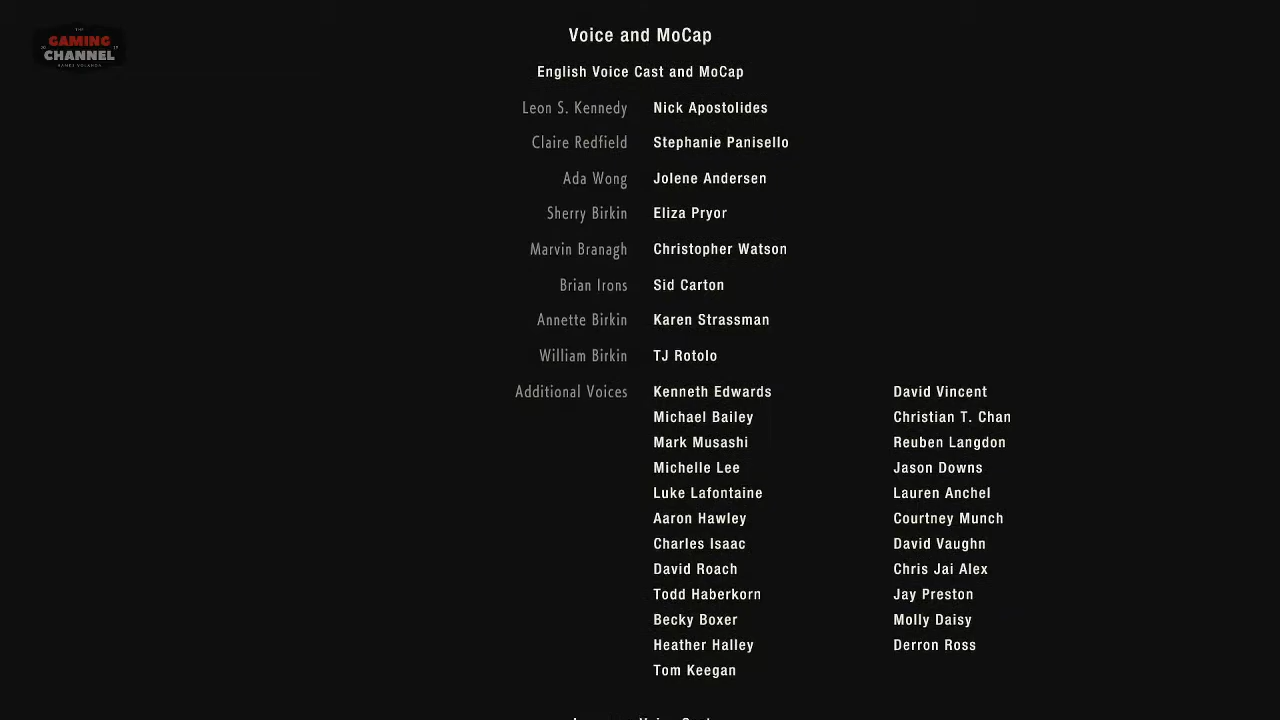 THE
GAMING
CHANNEL
Voice and MoCap
English Voice Cast and MoCap
Leon S. Kennedy Nick Apostolides
Claire Redfield Stephanie Panisello
Ada Wong Jolene Andersen
Sherry Birkin Eliza Pryor
Marvin Branagh Christopher Watson
Brian Irons Sid Carton
Annette Birkin Karen Strassman
William Birkin TJ Rotolo
Additional Voices Kenneth Edwards David Vincent
Michael Bailey Christian T. Chan
Mark Musashi Reuben Langdon
Michelle Lee Jason Downs
Luke Lafontaine Lauren Anchel
Aaron Hawley Courtney Munch
Charles Isaac David Vaughn
David Roach Chris Jai Alex
Todd Haberkorn Jay Preston
Becky Boxer Molly Daisy
Heather Halley Derron Ross
Tom Keegan